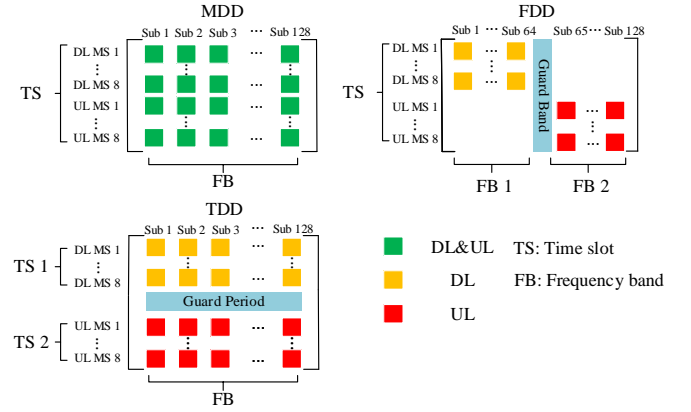 MDD
Sub 1 Sub 2 Sub 3 ... Sub 128
TS
DL MS 1
DL MS 8
UL MS 1
UL MS 8
...
...
FB
FDD
Sub 1 ... Sub 64 Sub 65... Sub 128
TS
DL MS 1
DL MS 8
UL MS 1
UL MS 8
Guard Band
FB 1
FB 2
TDD
Sub 1 Sub 2 Sub 3 ... Sub 128
TS 1
DL MS 1
DL MS 8
Guard Period
TS 2
UL MS 1
UL MS 8
FB
DL&UL TS: Time slot
DL FB: Frequency band
UL